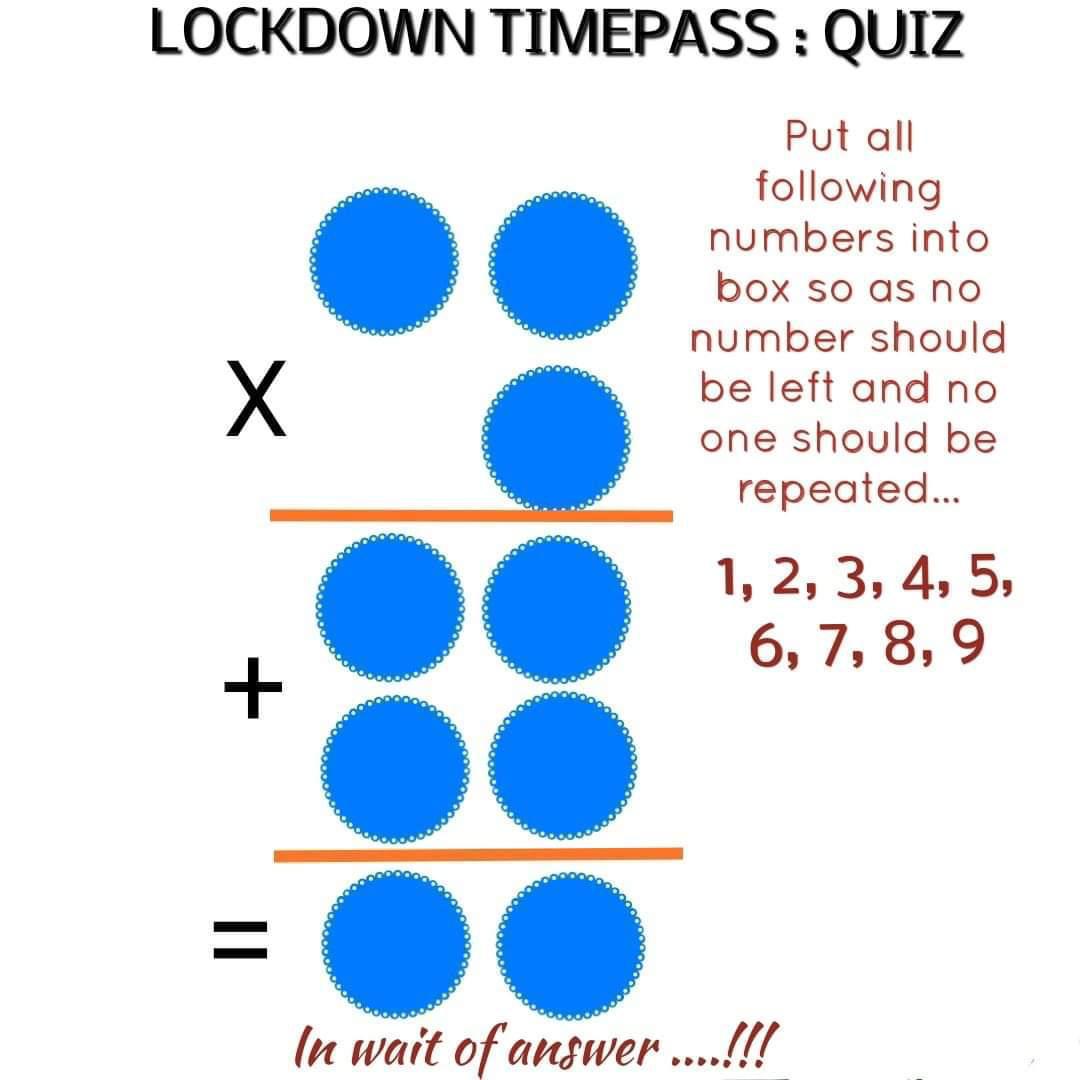 LOCKDOWN TIMEPASS : QUIZ
Put all
following
numbers into
box so as no
number should
be left and no
one should be
repeated...
1, 2, 3, 4, 5,
6, 7, 8, 9
X
+
=
In wait of answer ....!!!